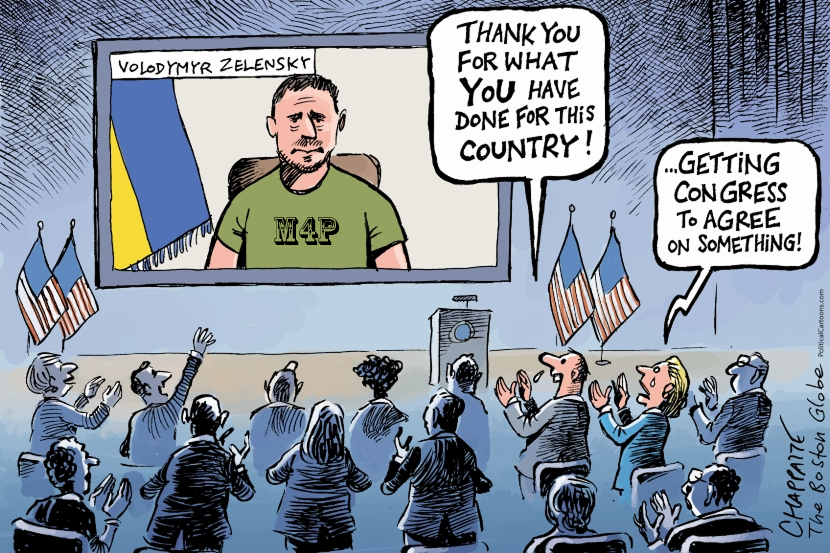 VOLODYMYR ZELENSKY
THANK YOU
FOR WHAT
YOU HAVE
DONE FOR THIS
COUNTRY!
M4P
...GETTING
CONGRESS
TO AGREE
ON SOMETHING!
PoliticalCartoons.com
CHAPPATTE
The Boston Globe